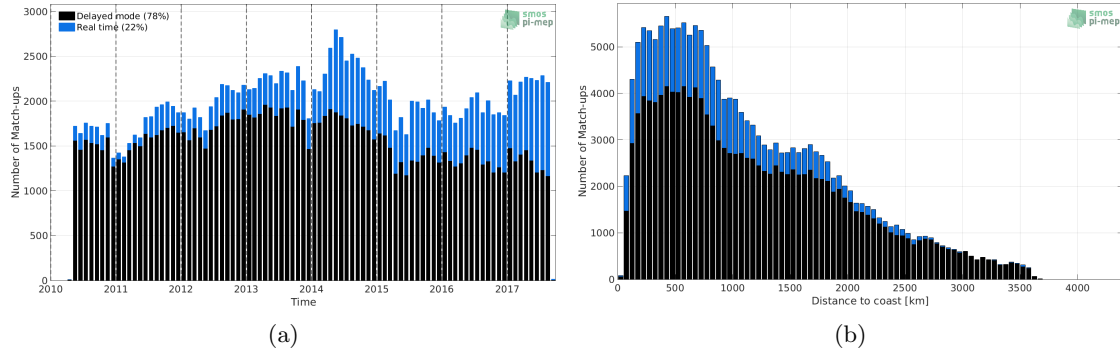 Delayed mode (78%)
Real time (22%)
smos
pi-mep
Number of Match-ups
3000
2500
2000
1500
1000
500
0
2010
2011
2012
2013
2014
2015
2016
2017
Time
(a)
smos
pi-mep
Number of Match-ups
5000
4000
3000
2000
1000
0
0
500
1000
1500
2000
2500
3000
3500
4000
Distance to coast [km]
(b)